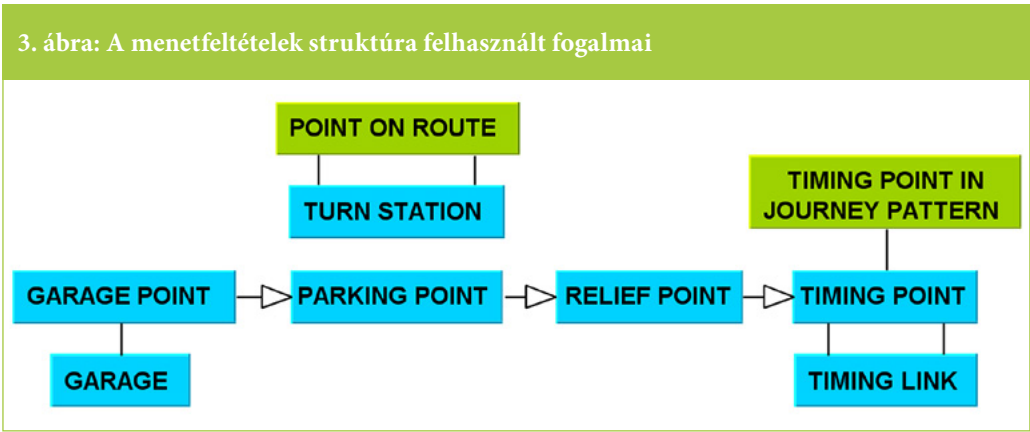 3. ábra: A menetfeltételek struktúra felhasznált fogalmai
POINT ON ROUTE
TURN STATION
TIMING POINT IN
JOURNEY PATTERN
GARAGE POINT
PARKING POINT
RELIEF POINT
TIMING POINT
GARAGE
TIMING LINK